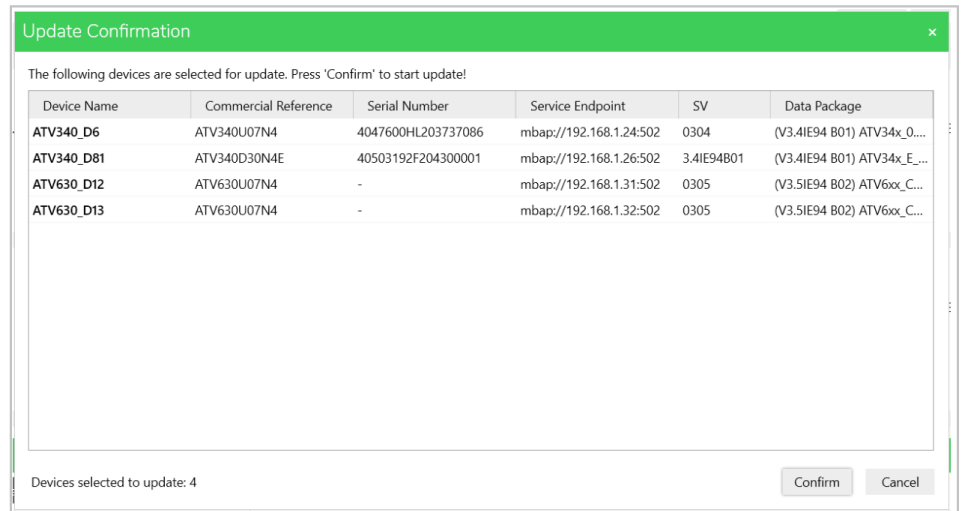 Update Confirmation ×
The following devices are selected for update. Press 'Confirm' to start update!
Device Name Commercial Reference Serial Number Service Endpoint SV Data Package
ATV340_D6 ATV340U07N4 4047600HL203737086 mbap://192.168.1.24:502 0304 (V3.4IE94 B01) ATV34x_0....
ATV340_D81 ATV340D30N4E 40503192F204300001 mbap://192.168.1.26:502 3.4IE94B01 (V3.4IE94 B01) ATV34x_E_...
ATV630_D12 ATV630U07N4 - mbap://192.168.1.31:502 0305 (V3.5IE94 B02) ATV6xx_C...
ATV630_D13 ATV630U07N4 - mbap://192.168.1.32:502 0305 (V3.5IE94 B02) ATV6xx_C...
Devices selected to update: 4 Confirm Cancel